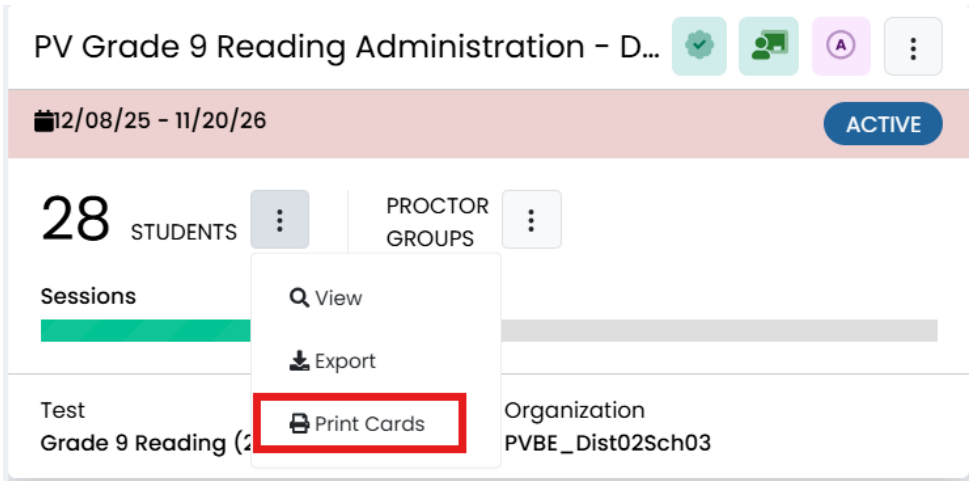 PV Grade 9 Reading Administration - D...
A
12/08/25 - 11/20/26
ACTIVE
28 STUDENTS
PROCTOR
GROUPS
Sessions
View
Export
Print Cards
Test
Grade 9 Reading (2
Organization
PVBE_Dist02Sch03